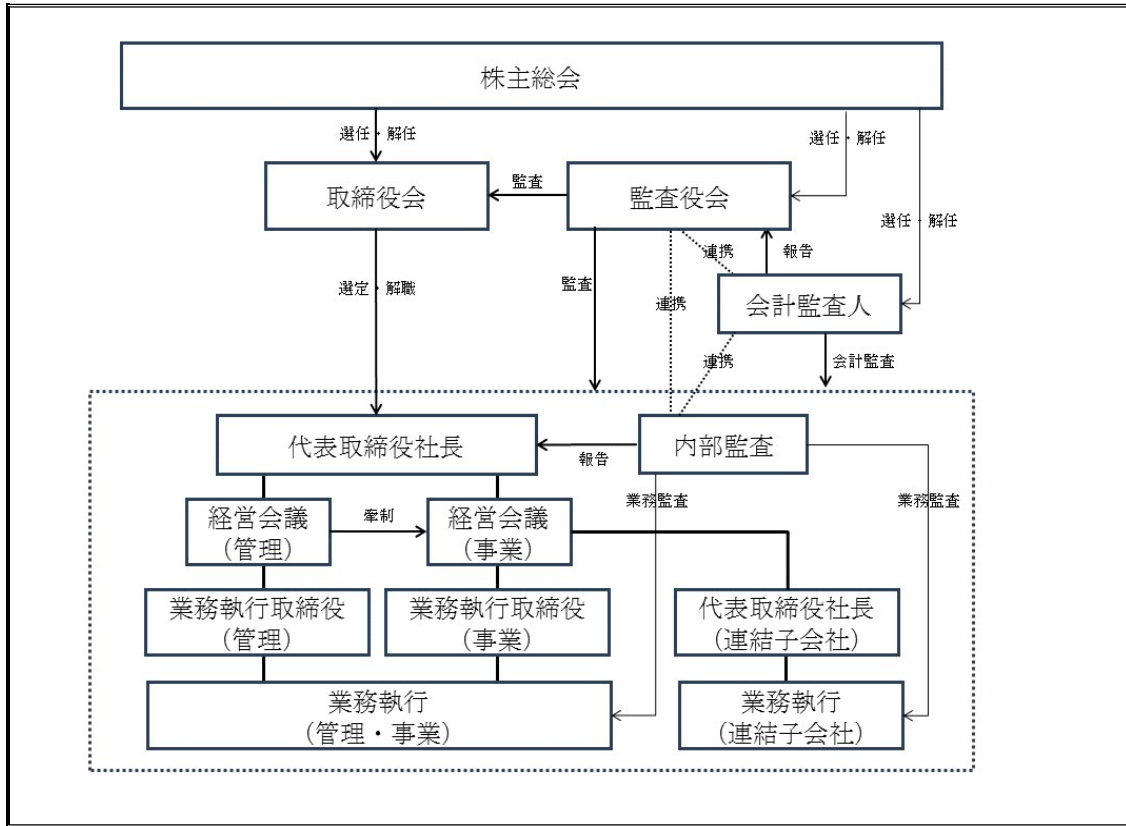 株主総会
選任・解任
選任・解任
取締役会
監査
監査役会
選任・解任
連携
報告
選定・解職
監査
連携
会計監査人
連携
会計監査
代表取締役社長
報告
内部監査
業務監査
業務監査
経営会議
（管理）
牽制
経営会議
（事業）
業務執行取締役
（管理）
業務執行取締役
（事業）
代表取締役社長
（連結子会社）
業務執行
（管理・事業）
業務執行
（連結子会社）